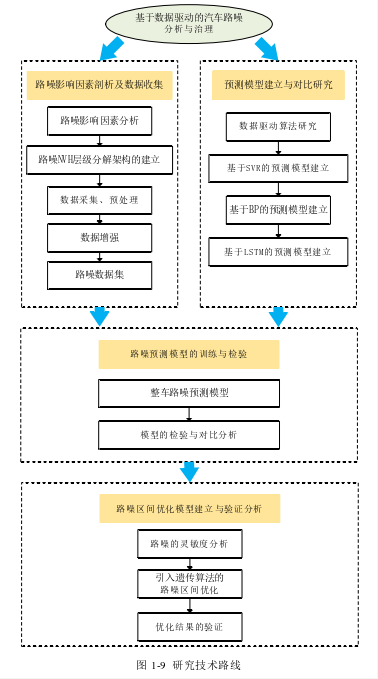 基于数据驱动的汽车路噪
分析与治理
路噪影响因素剖析及数据收集
路噪影响因素分析
路噪NVH层级分解架构的建立
数据采集、预处理
数据增强
路噪数据集
预测模型建立与对比研究
数据驱动算法研究
基于SVR的预测模型建立
基于BP的预测模型建立
基于LSTM的预测模型建立
路噪预测模型的训练与检验
整车路噪预测模型
模型的检验与对比分析
路噪区间优化模型建立与验证分析
路噪的灵敏度分析
引入遗传算法的
路噪区间优化
优化结果的验证
图 1-9 研究技术路线